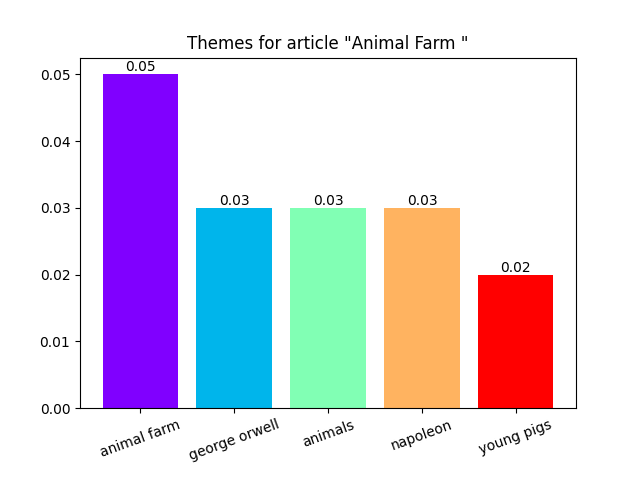 Themes for article "Animal Farm "
0.05
0.04
0.03
0.02
0.01
0.00
0.05
0.03
0.03
0.03
0.02
animal farm
george orwell
animals
napoleon
young pigs